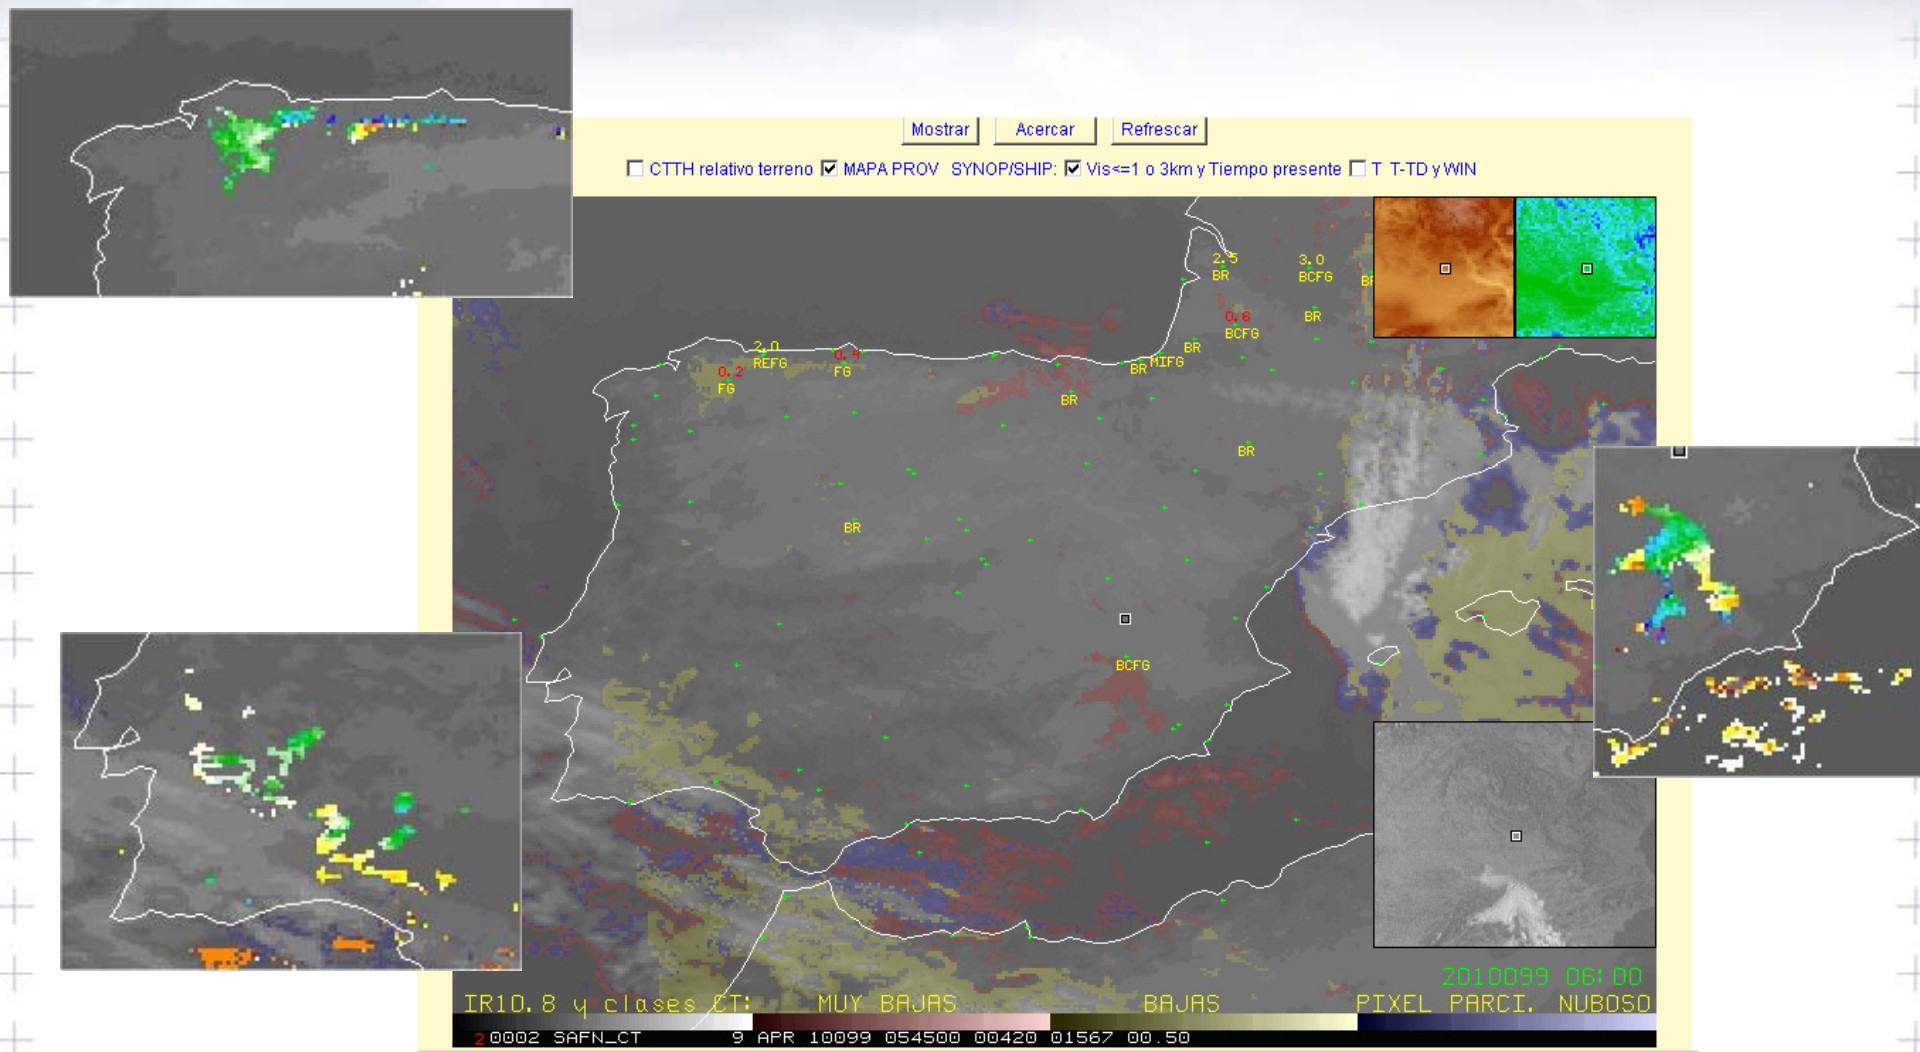 Mostrar Acercar Refrescar
CTTH relativo terreno MAPA PROV SYNOP/SHIP: Vis<=1 o 3km y Tiempo presente T T-TD y WIN
2.5
BR
3.0
BCFG
BR
0.6
BCFG
BR
BR
MIFG
BR
2.0
REFG
0.4
FG
0.2
FG
BR
BR
BR
BCFG
2010099 06:00
IR10.8 y clases CT: MUY BAJAS BAJAS PIXEL PARCI. NUBOSO
2 0002 SAFN_CT 9 APR 10099 054500 00420 01567 00.50